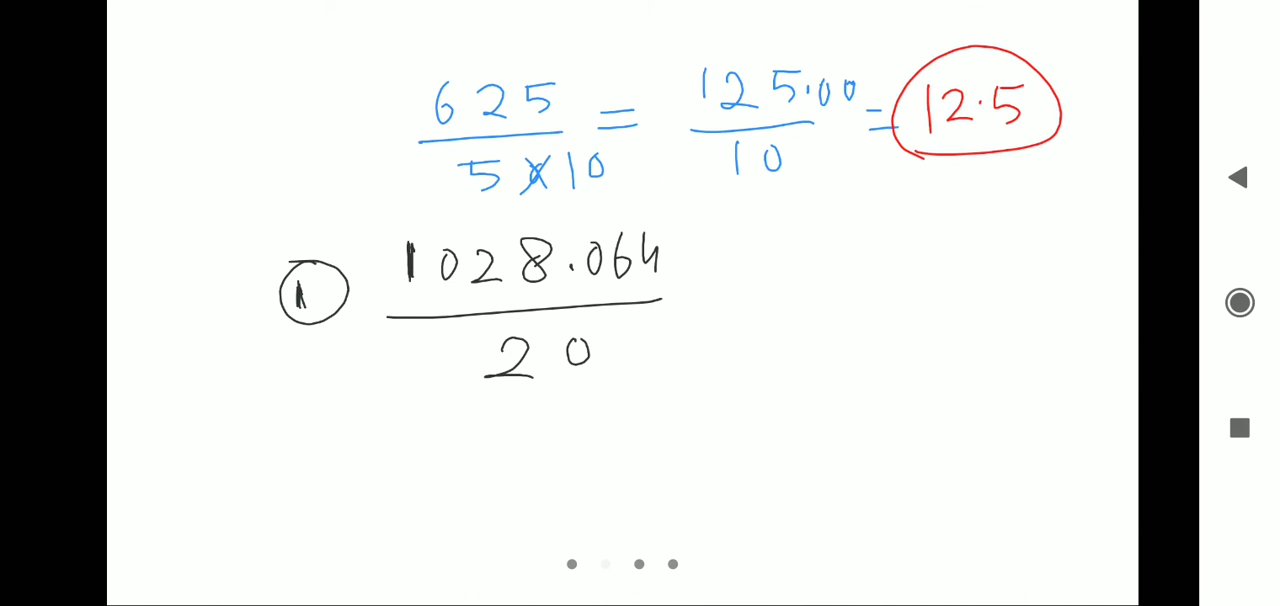 625/5×10 = 125.00/10 = 12.5
① 1028.064/20